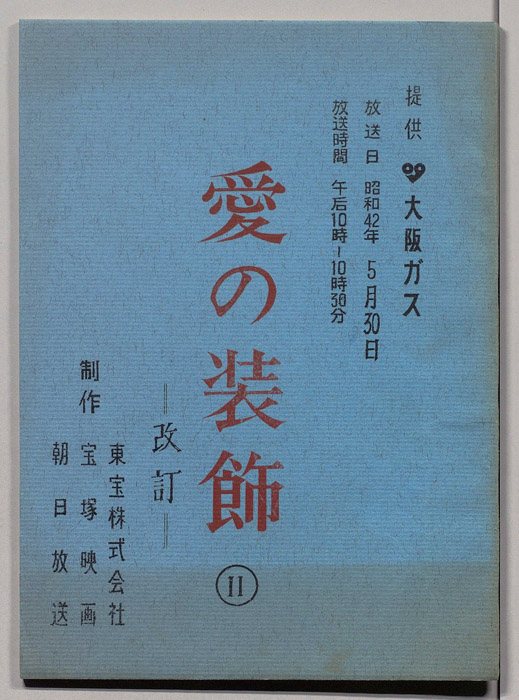 提供 大阪ガス
放送日 昭和42年 5月30日
放送時間 午后10時-10時30分
愛の装飾 ⑪
=改訂=
東宝株式会社
制作 宝塚映画
朝日放送